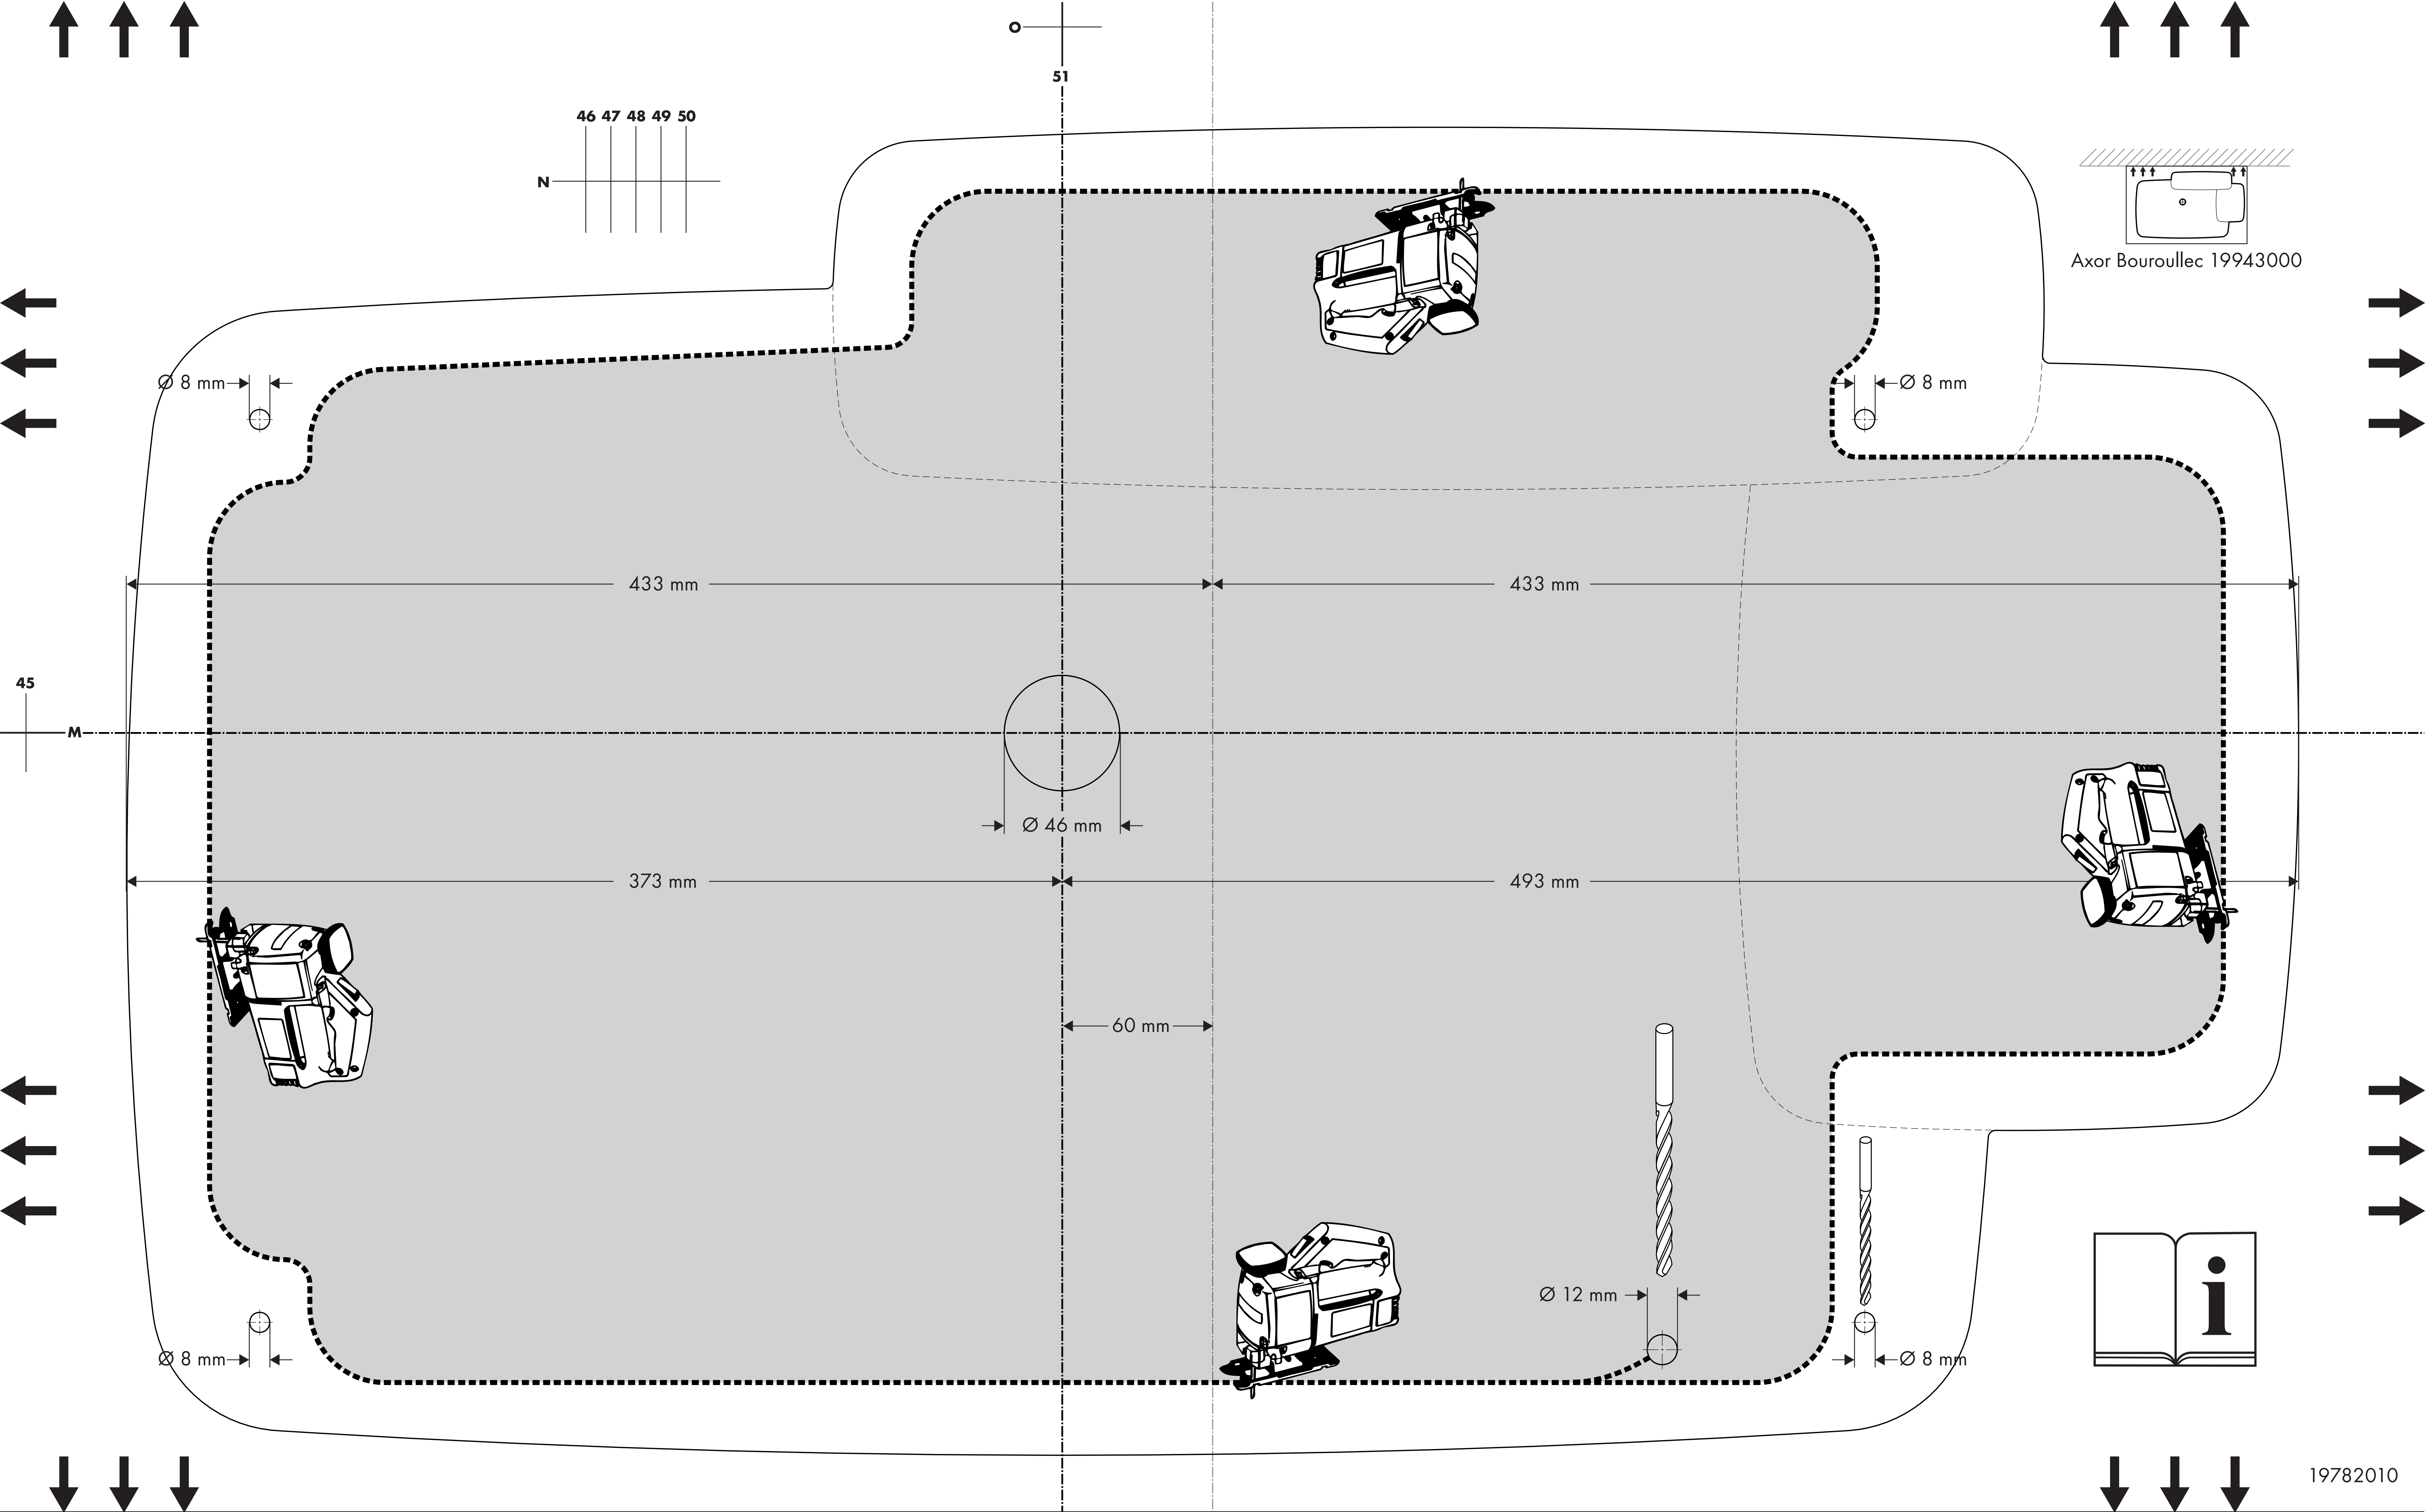 O
51
46 47 48 49 50
N
Axor Bouroullec 19943000
Ø 8 mm
Ø 8 mm
433 mm
433 mm
45
M
Ø 46 mm
373 mm
493 mm
60 mm
Ø 12 mm
Ø 8 mm
Ø 8 mm
i
19782010